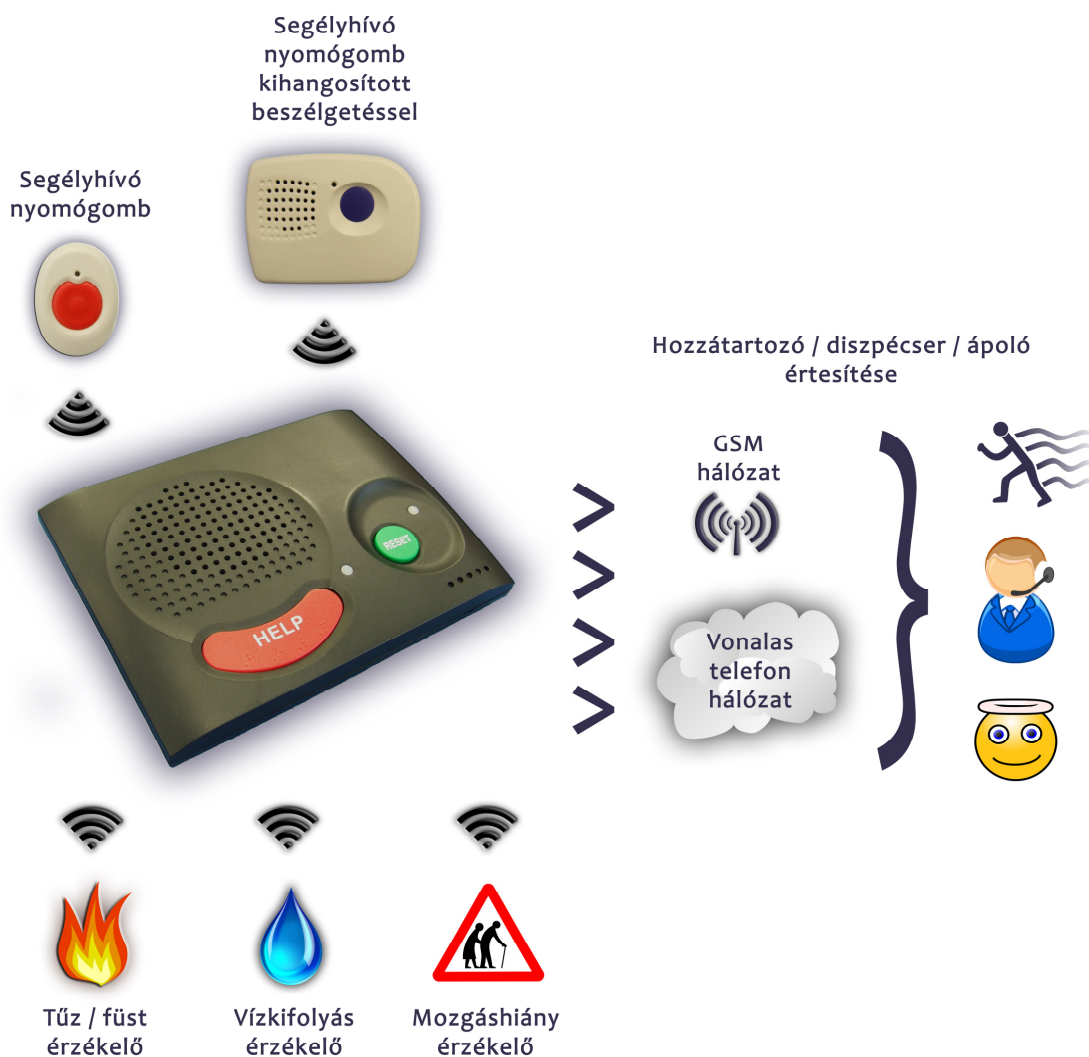 Segélyhívó
nyomógomb
kihangosított
beszélgetéssel
Segélyhívó
nyomógomb
Hozzátartozó / diszpécser / ápoló
értesítése
GSM
hálózat
RESET
HELP
Vonalas
telefon
hálózat
Tűz / füst
érzékelő
Vízkifolyás
érzékelő
Mozgáshiány
érzékelő